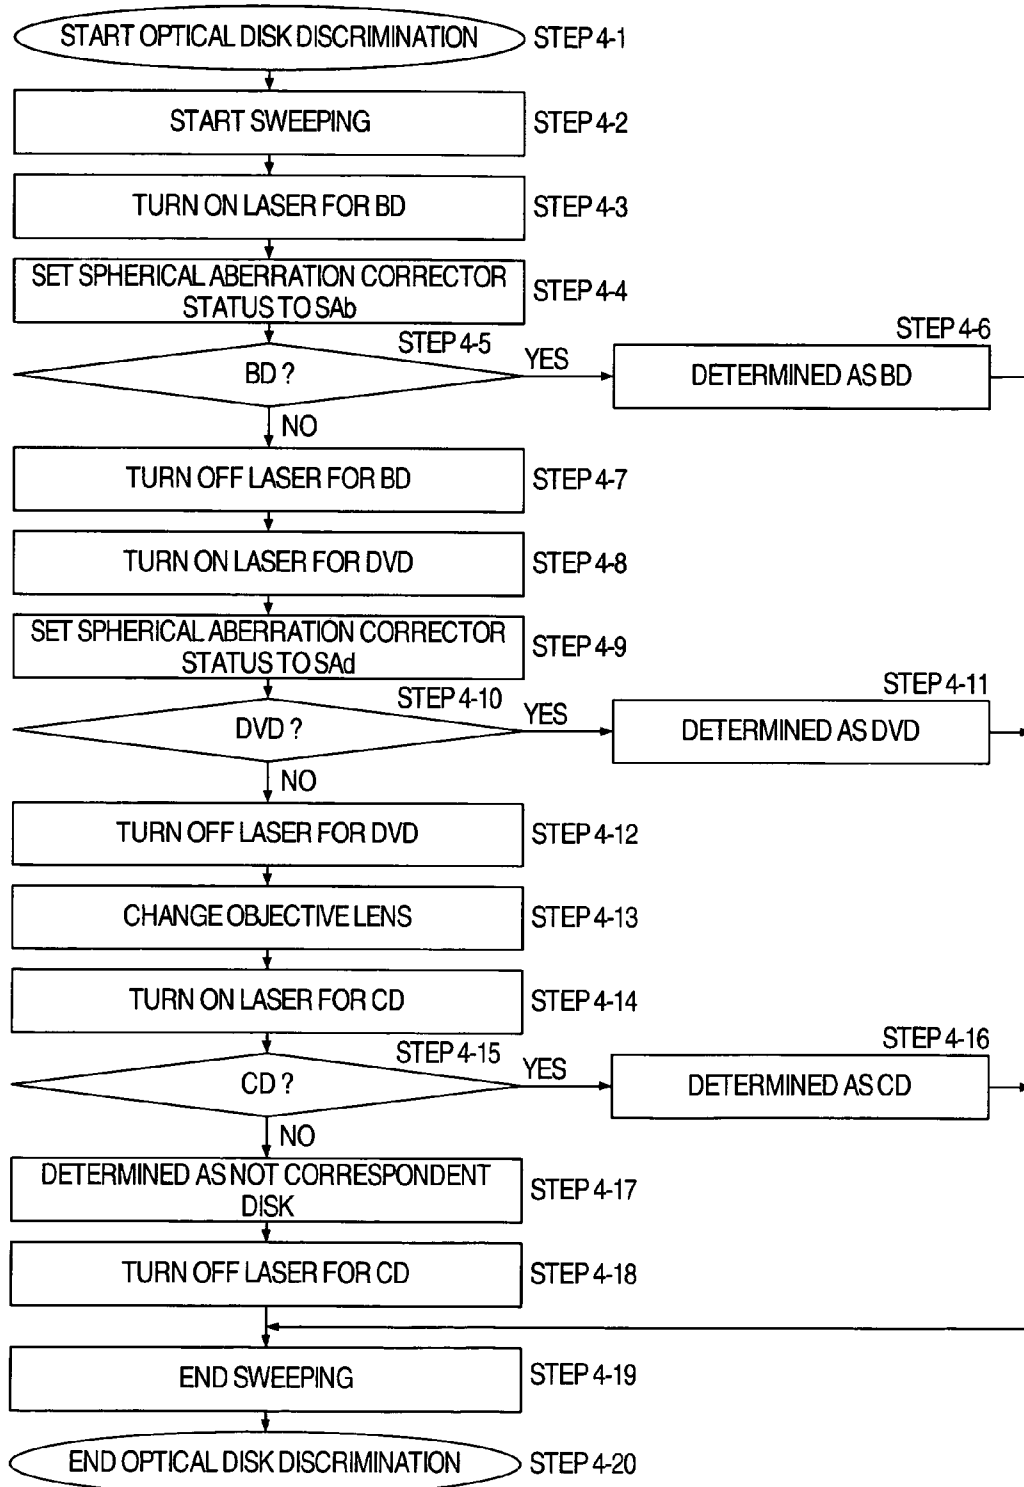 START OPTICAL DISK DISCRIMINATION STEP 4-1
START SWEEPING STEP 4-2
TURN ON LASER FOR BD STEP 4-3
SET SPHERICAL ABERRATION CORRECTOR
STATUS TO SAb
STEP 4-4
STEP 4-5
BD ?
YES
STEP 4-6
DETERMINED AS BD
NO
TURN OFF LASER FOR BD STEP 4-7
TURN ON LASER FOR DVD STEP 4-8
SET SPHERICAL ABERRATION CORRECTOR
STATUS TO SAd
STEP 4-9
STEP 4-10
DVD ?
YES
STEP 4-11
DETERMINED AS DVD
NO
TURN OFF LASER FOR DVD STEP 4-12
CHANGE OBJECTIVE LENS STEP 4-13
TURN ON LASER FOR CD STEP 4-14
STEP 4-15
CD ?
YES
STEP 4-16
DETERMINED AS CD
NO
DETERMINED AS NOT CORRESPONDENT
DISK
STEP 4-17
TURN OFF LASER FOR CD STEP 4-18
END SWEEPING STEP 4-19
END OPTICAL DISK DISCRIMINATION STEP 4-20